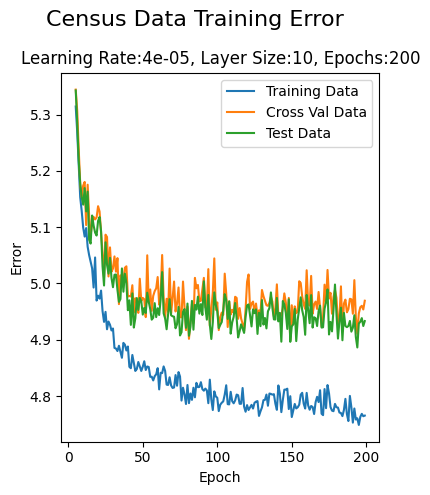 Census Data Training Error
Learning Rate:4e-05, Layer Size:10, Epochs:200
Training Data
Cross Val Data
Test Data
5.3
5.2
5.1
5.0
4.9
4.8
Error
0
50
100
150
200
Epoch